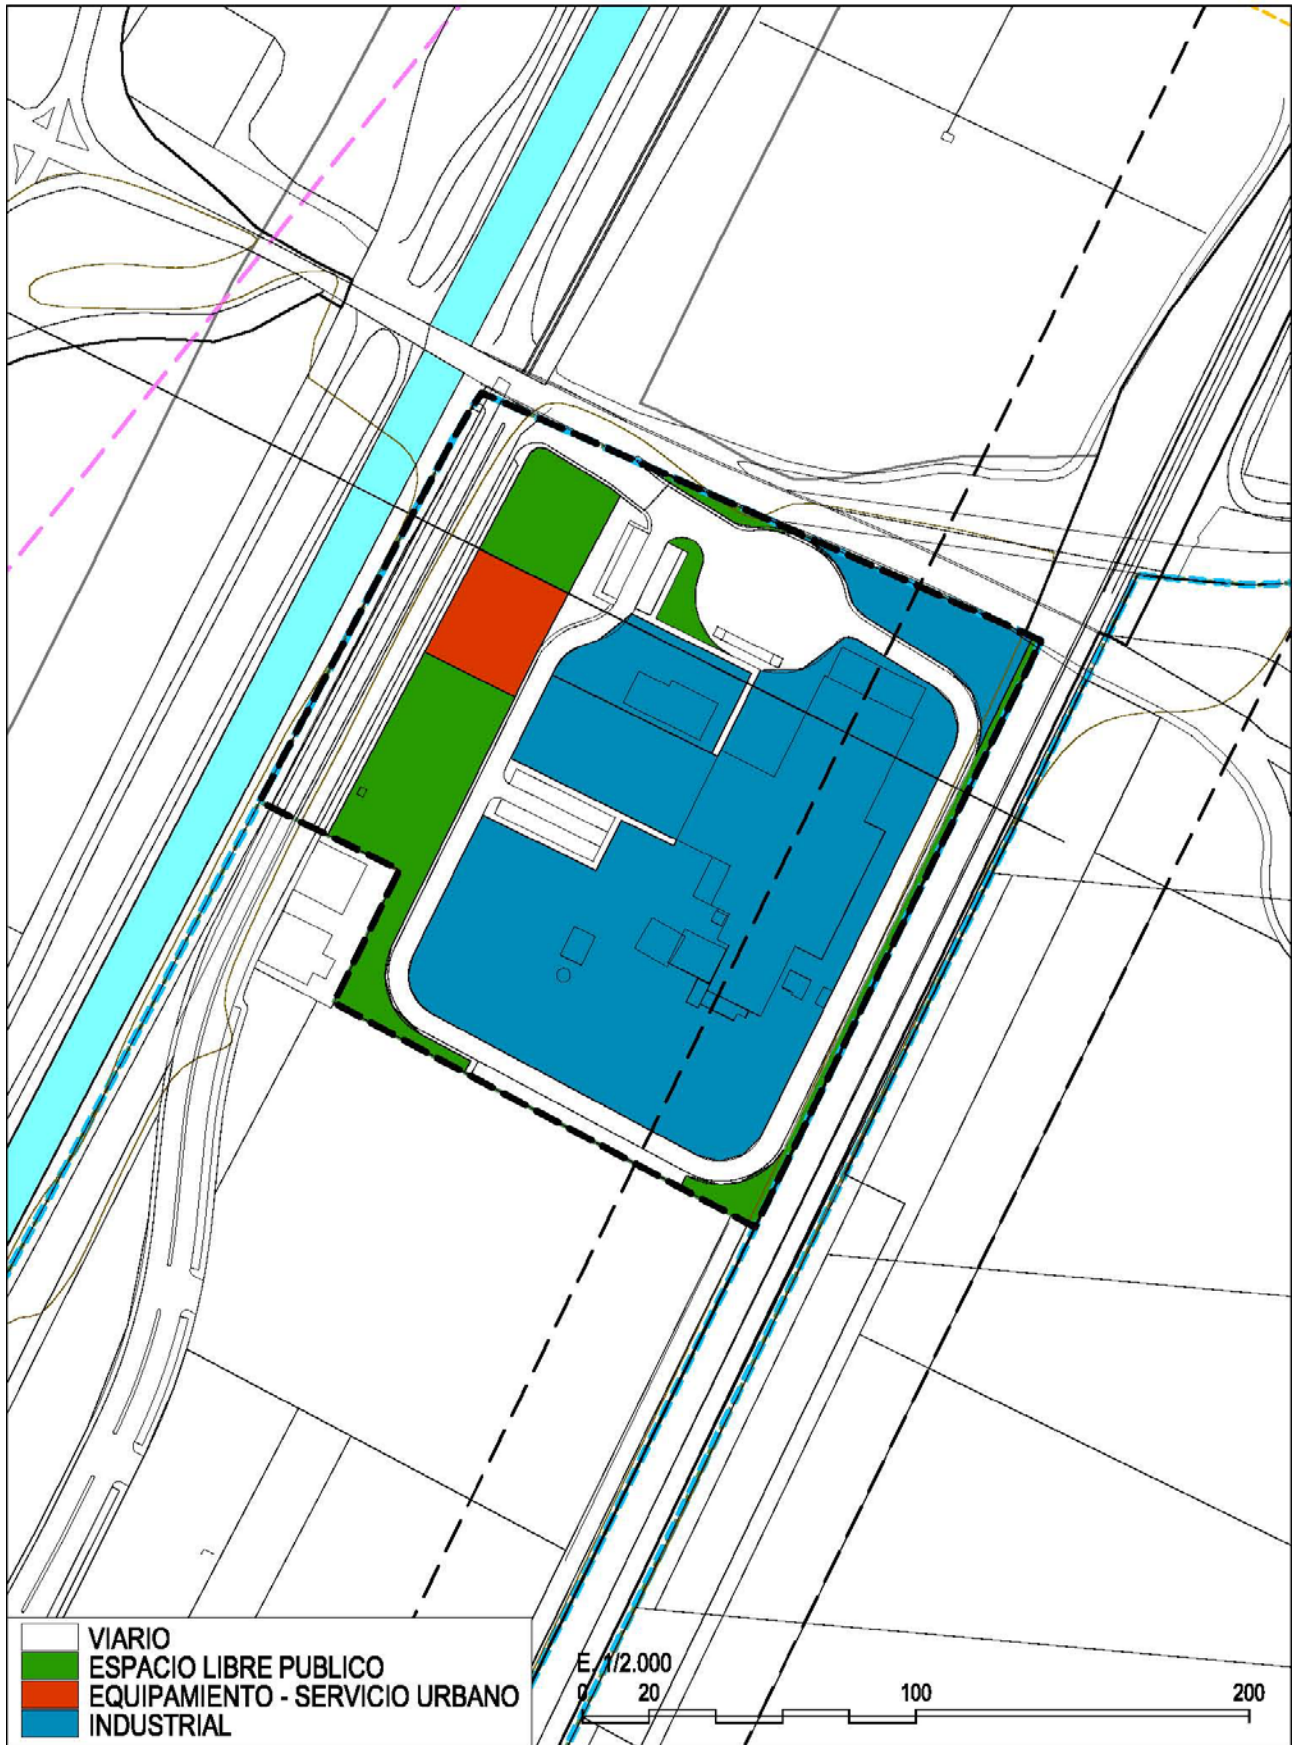 VIARIO
ESPACIO LIBRE PUBLICO
EQUIPAMIENTO - SERVICIO URBANO
INDUSTRIAL
E. 1/2.000
0 20 100 200